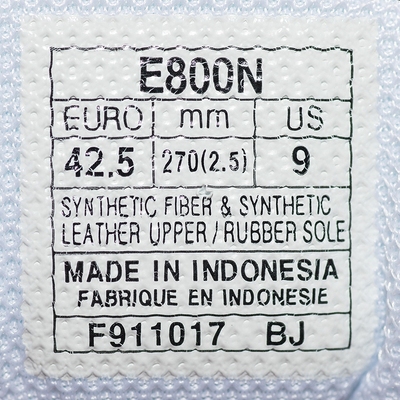 E800N
EURO mm US
42.5 270(2.5) 9
SYNTHETIC FIBER & SYNTHETIC
LEATHER UPPER / RUBBER SOLE
MADE IN INDONESIA
FABRIQUE EN INDONESIE
F911017 BJ